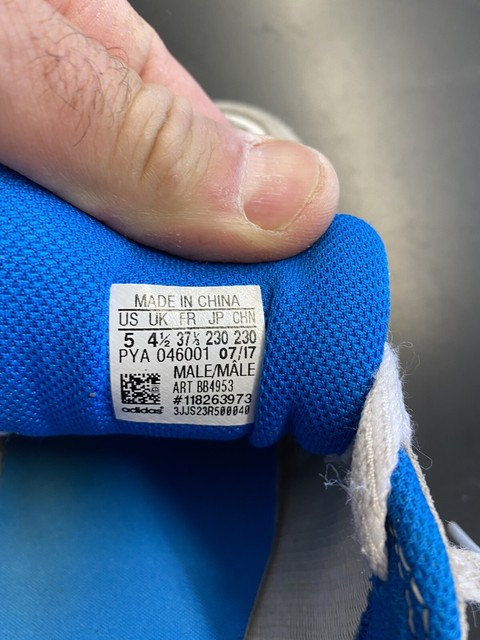 MADE IN CHINA
US UK FR JP CHN
5 4½ 37⅓ 230 230
PYA 046001 07/17
MALE/MÂLE
ART BB4953
#118263973
adidas® 3JJS23R500040